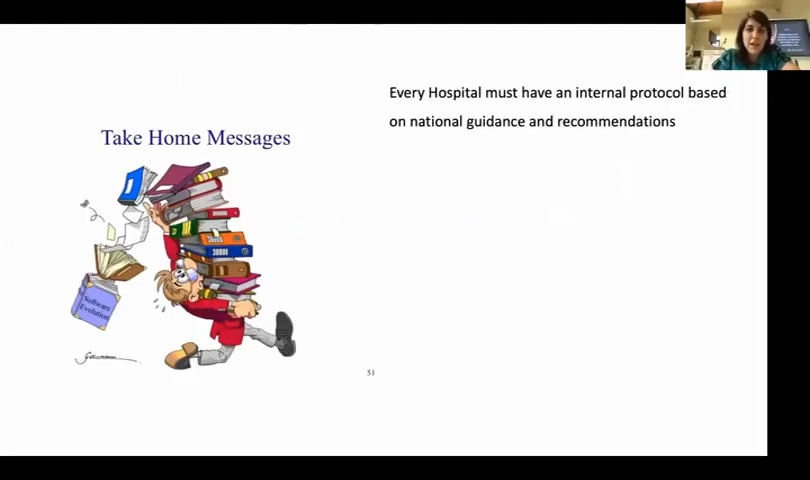 Every Hospital must have an internal protocol based
on national guidance and recommendations
Take Home Messages
Software
Evolution
51